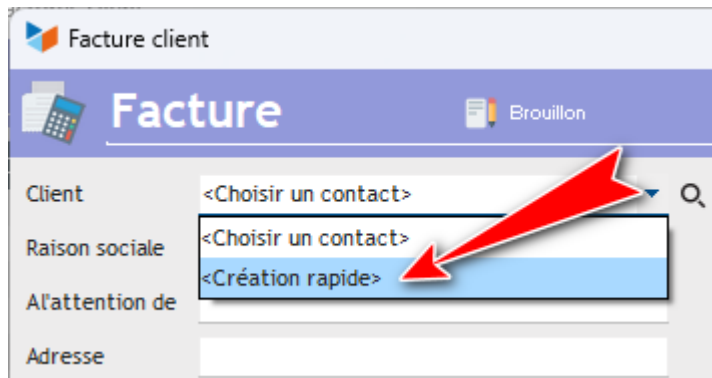 Facture client
Facture
Brouillon
Client
<Choisir un contact>
<Choisir un contact>
Raison sociale
<Création rapide>
Al'attention de
Adresse